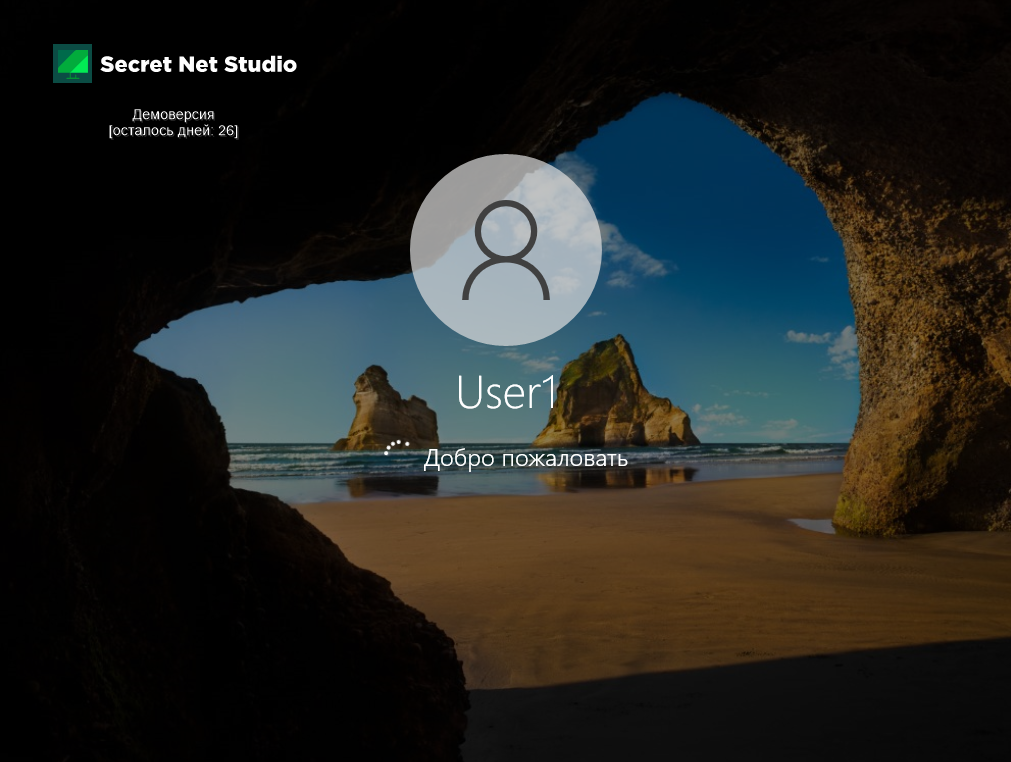 Secret Net Studio
Демоверсия
[осталось дней: 26]
User1
Добро пожаловать